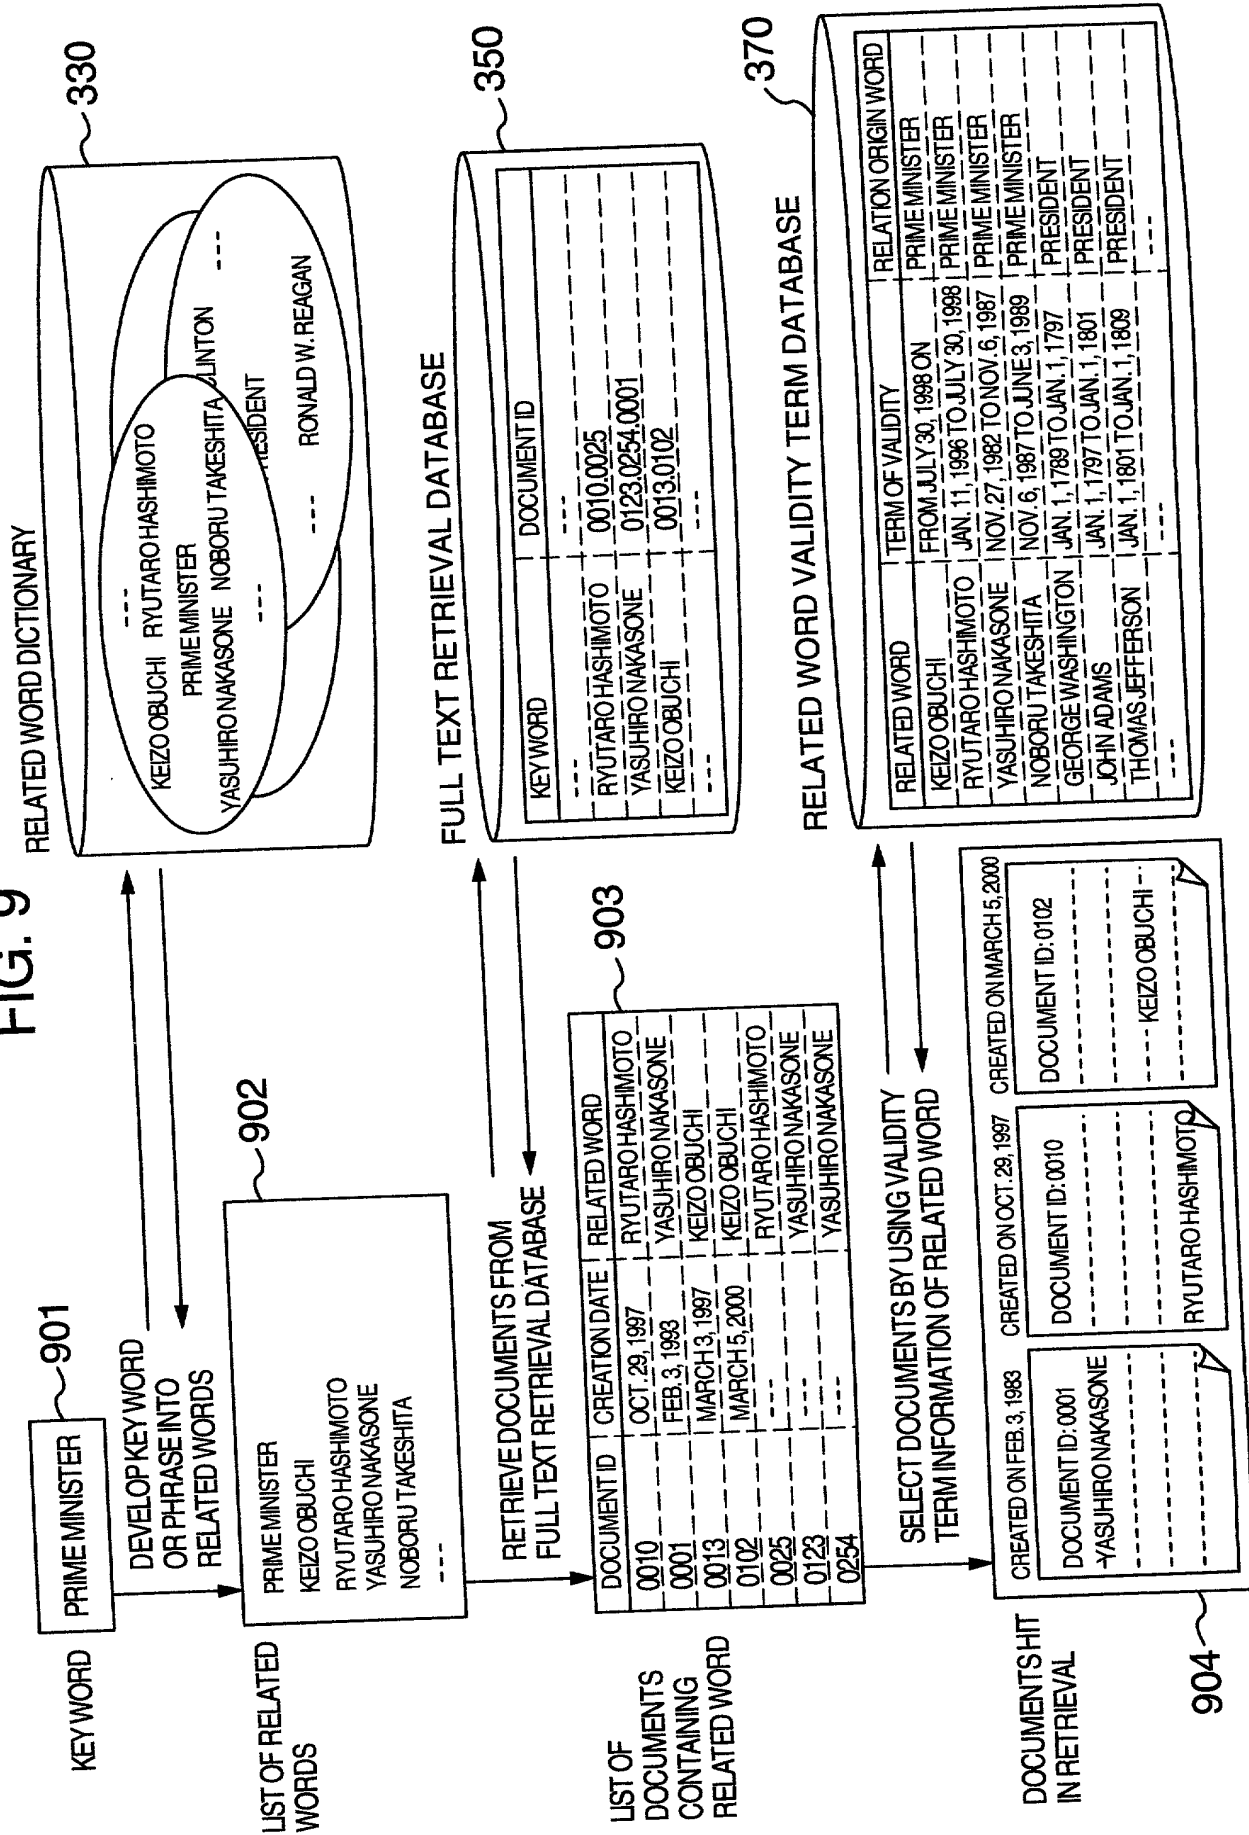 FIG. 9
KEYWORD
PRIME MINISTER
901
DEVELOP KEY WORD
OR PHRASE INTO
RELATED WORDS
RELATED WORD DICTIONARY
330
---
KEIZO OBUCHI RYUTARO HASHIMOTO
PRIME MINISTER
YASUHIRO NAKASONE NOBORU TAKESHITA
---
CLINTON ---
RESIDENT
--- RONALD W. REAGAN
LIST OF RELATED
WORDS
902
PRIME MINISTER
KEIZO OBUCHI
RYUTARO HASHIMOTO
YASUHIRO NAKASONE
NOBORU TAKESHITA
---
RETRIEVE DOCUMENTS FROM
FULL TEXT RETRIEVAL DATABASE
FULL TEXT RETRIEVAL DATABASE
350
KEYWORD DOCUMENT ID
--- ---
RYUTARO HASHIMOTO 0010.0025
YASUHIRO NAKASONE 0123.0254.0001
KEIZO OBUCHI 0013.0102
--- ---
LIST OF
DOCUMENTS
CONTAINING
RELATED WORD
903
DOCUMENT ID CREATION DATE RELATED WORD
0010 OCT. 29, 1997 RYUTARO HASHIMOTO
0001 FEB. 3, 1993 YASUHIRO NAKASONE
0013 MARCH 3, 1997 KEIZO OBUCHI
0102 MARCH 5, 2000 KEIZO OBUCHI
0025 --- RYUTARO HASHIMOTO
0123 --- YASUHIRO NAKASONE
0254 --- YASUHIRO NAKASONE
SELECT DOCUMENTS BY USING VALIDITY
TERM INFORMATION OF RELATED WORD
RELATED WORD VALIDITY TERM DATABASE
370
RELATED WORD TERM OF VALIDITY RELATION ORIGIN WORD
KEIZO OBUCHI FROM JULY 30, 1998 ON PRIME MINISTER
RYUTARO HASHIMOTO JAN. 11, 1996 TO JULY 30, 1998 PRIME MINISTER
YASUHIRO NAKASONE NOV. 27, 1982 TO NOV. 6, 1987 PRIME MINISTER
NOBORU TAKESHITA NOV. 6, 1987 TO JUNE 3, 1989 PRIME MINISTER
GEORGE WASHINGTON JAN. 1, 1789 TO JAN. 1, 1797 PRESIDENT
JOHN ADAMS JAN. 1, 1797 TO JAN. 1, 1801 PRESIDENT
THOMAS JEFFERSON JAN. 1, 1801 TO JAN. 1, 1809 PRESIDENT
--- --- ---
DOCUMENTS HIT
IN RETRIEVAL
904
CREATED ON FEB. 3, 1983
DOCUMENT ID: 0001
YASUHIRO NAKASONE
CREATED ON OCT. 29, 1997
DOCUMENT ID: 0010
RYUTARO HASHIMOTO
CREATED ON MARCH 5, 2000
DOCUMENT ID: 0102
KEIZO OBUCHI